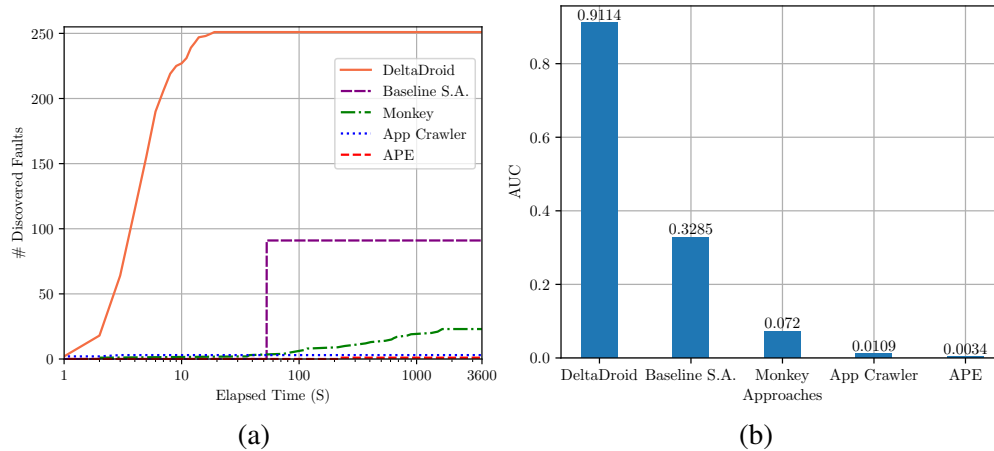 250
200
150
100
50
0
# Discovered Faults
DeltaDroid
Baseline S.A.
Monkey
App Crawler
APE
1 10 100 1000 3600
Elapsed Time (S)
(a)
0.8
0.6
0.4
0.2
0.0
AUC
0.9114
0.3285
0.072
0.0109
0.0034
DeltaDroid Baseline S.A. Monkey App Crawler APE
Approaches
(b)